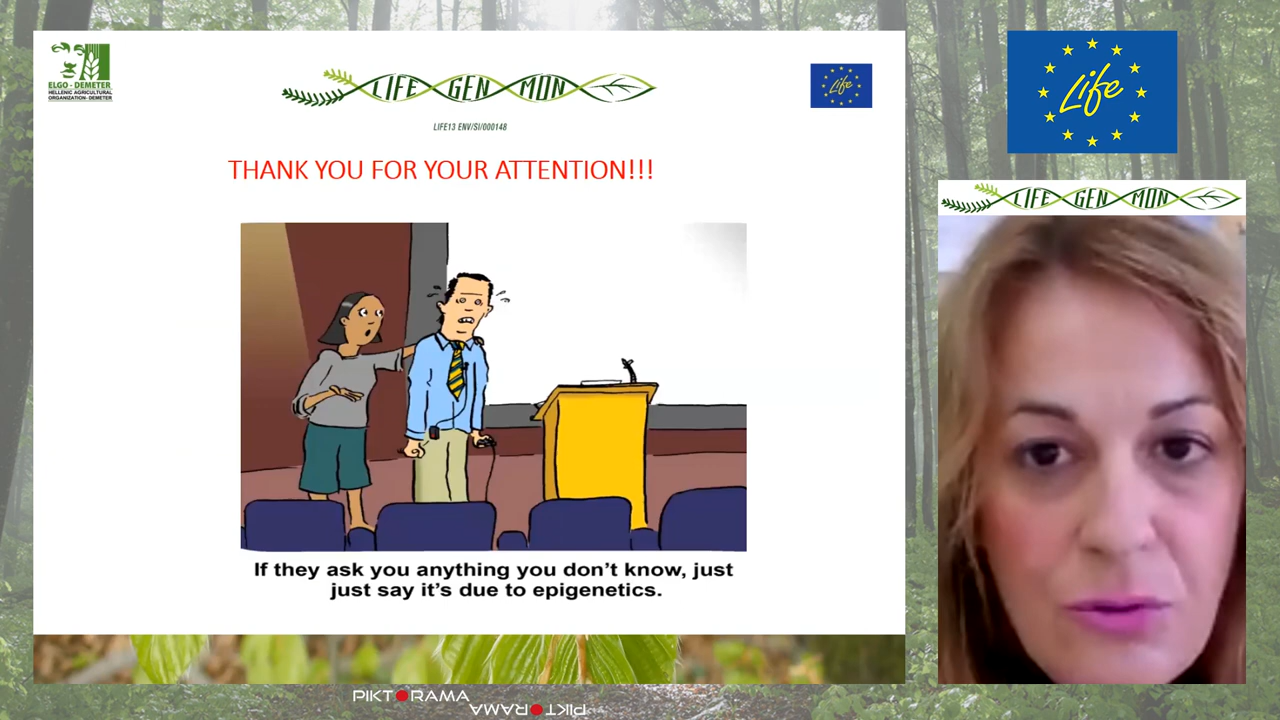 ELGO - DEMETER
HELLENIC AGRICULTURAL
ORGANIZATION - DEMETER
LIFE GEN MON
Life
LIFE13 ENV/SI/000148
THANK YOU FOR YOUR ATTENTION!!!
If they ask you anything you don't know, just
just say it's due to epigenetics.
Life
LIFE GEN MON
PIKTORAMA
PIKTORAMA